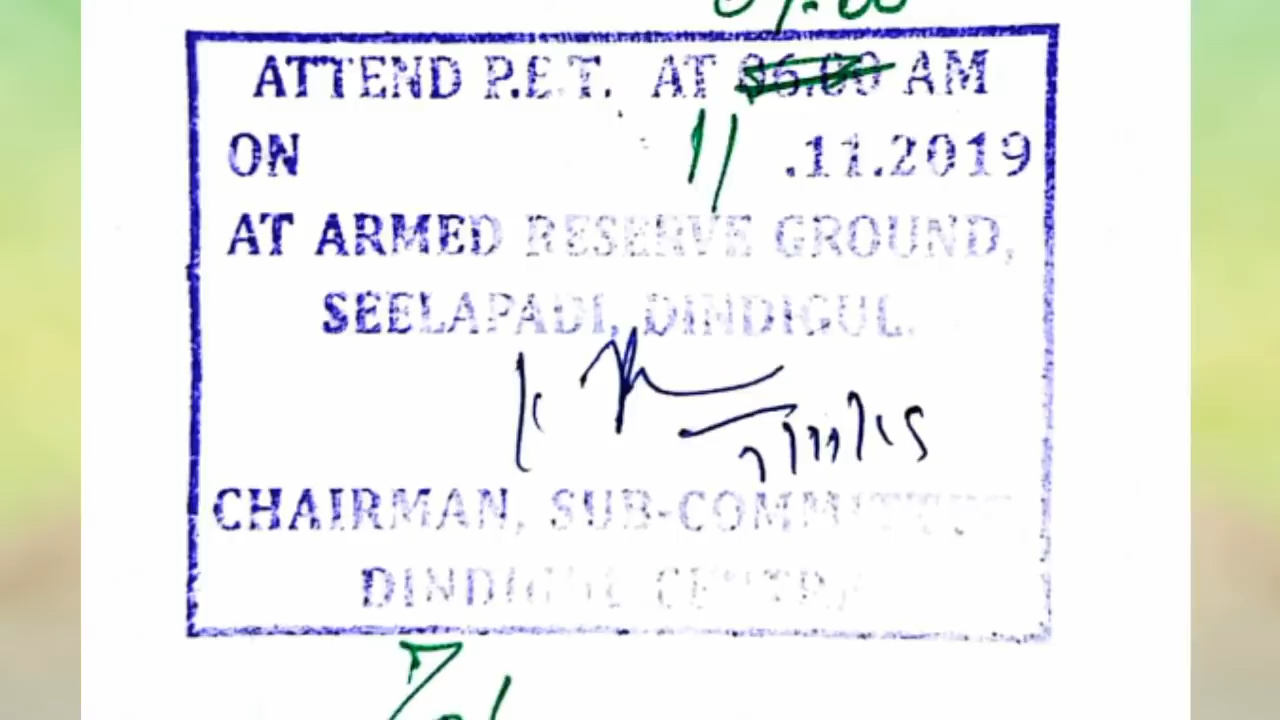 ATTEND P.E.T. AT 06.00 AM
ON 11 .11.2019
AT ARMED RESERVE GROUND,
SEELAPADI, DINDIGUL.
CHAIRMAN, SUB-COMMITTEE,
DINDIGUL